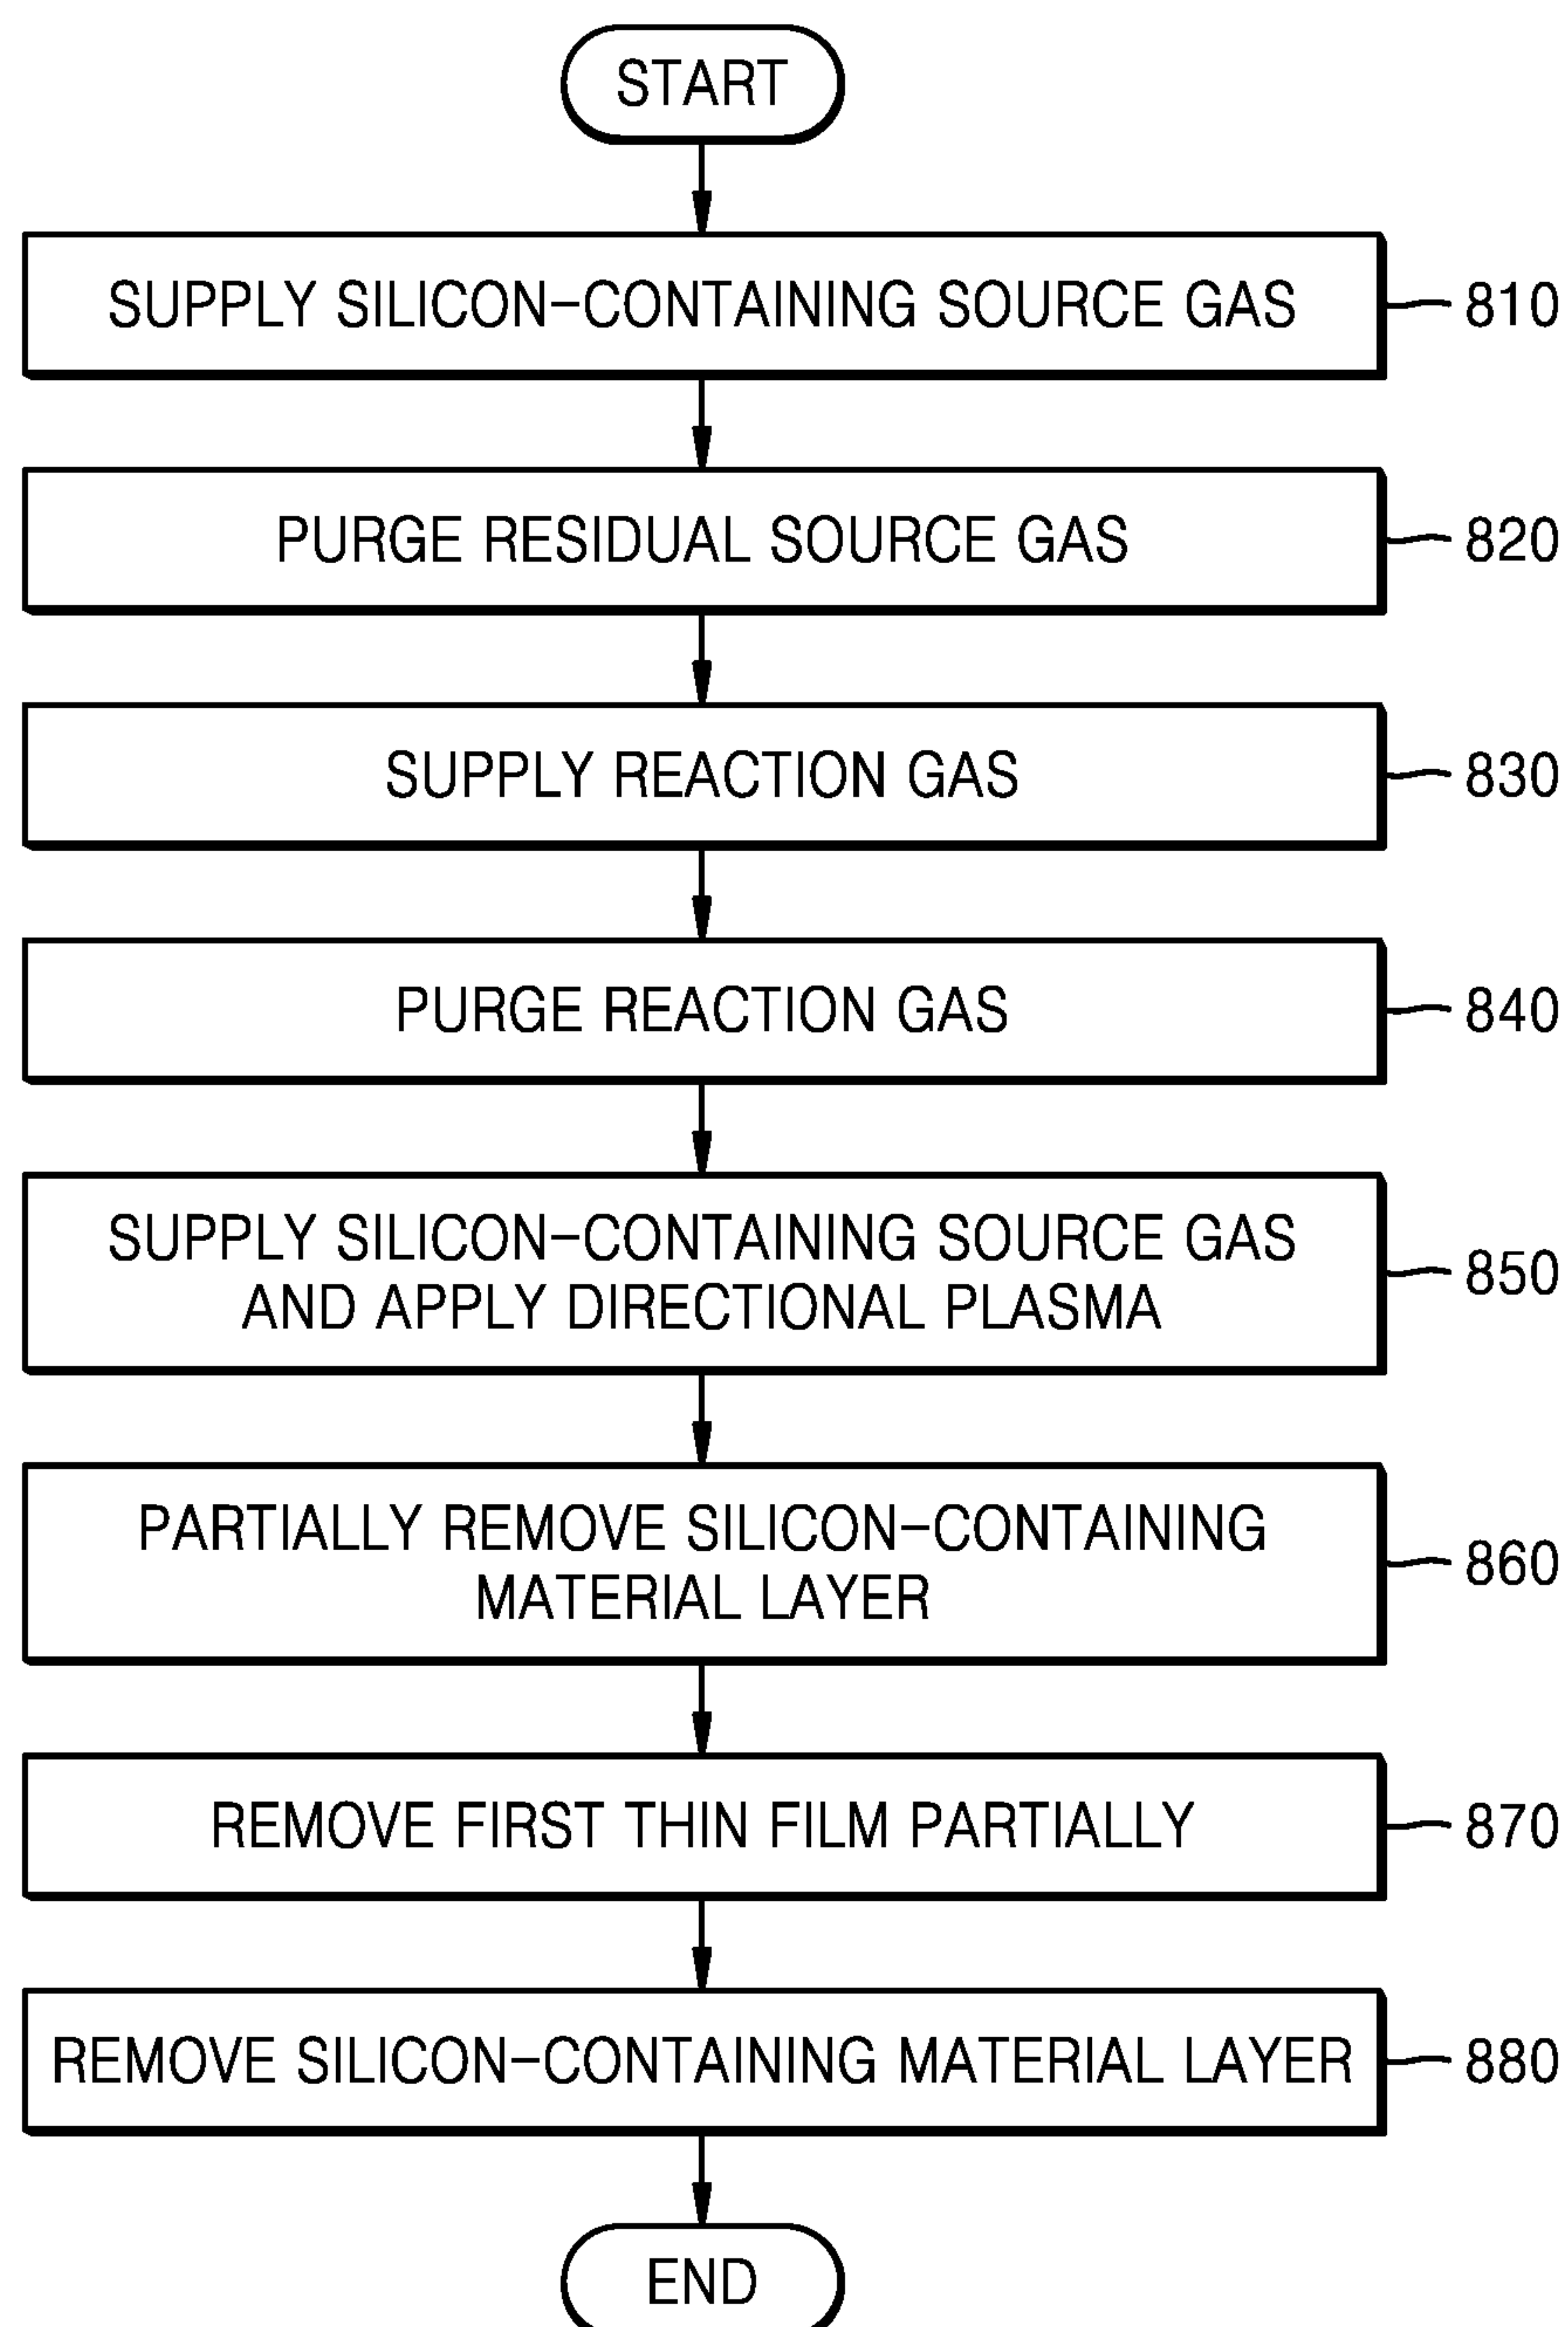 START
SUPPLY SILICON-CONTAINING SOURCE GAS
810
PURGE RESIDUAL SOURCE GAS
820
SUPPLY REACTION GAS
830
PURGE REACTION GAS
840
SUPPLY SILICON-CONTAINING SOURCE GAS
AND APPLY DIRECTIONAL PLASMA
850
PARTIALLY REMOVE SILICON-CONTAINING
MATERIAL LAYER
860
REMOVE FIRST THIN FILM PARTIALLY
870
REMOVE SILICON-CONTAINING MATERIAL LAYER
880
END